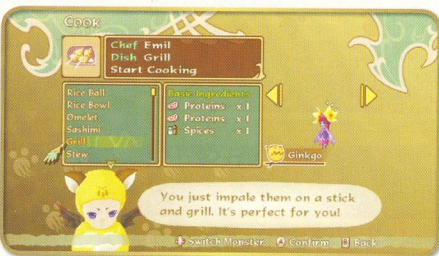 Cook
Chef Emil
Dish Grill
Start Cooking
Rice Ball
Rice Bowl
Omelet
Sashimi
Grill
Stew
Basic Ingredients
Proteins x 1
Proteins x 1
Spices x 1
Ginkgo
You just impale them on a stick
and grill. It's perfect for you!
Switch Monster A Confirm B Back